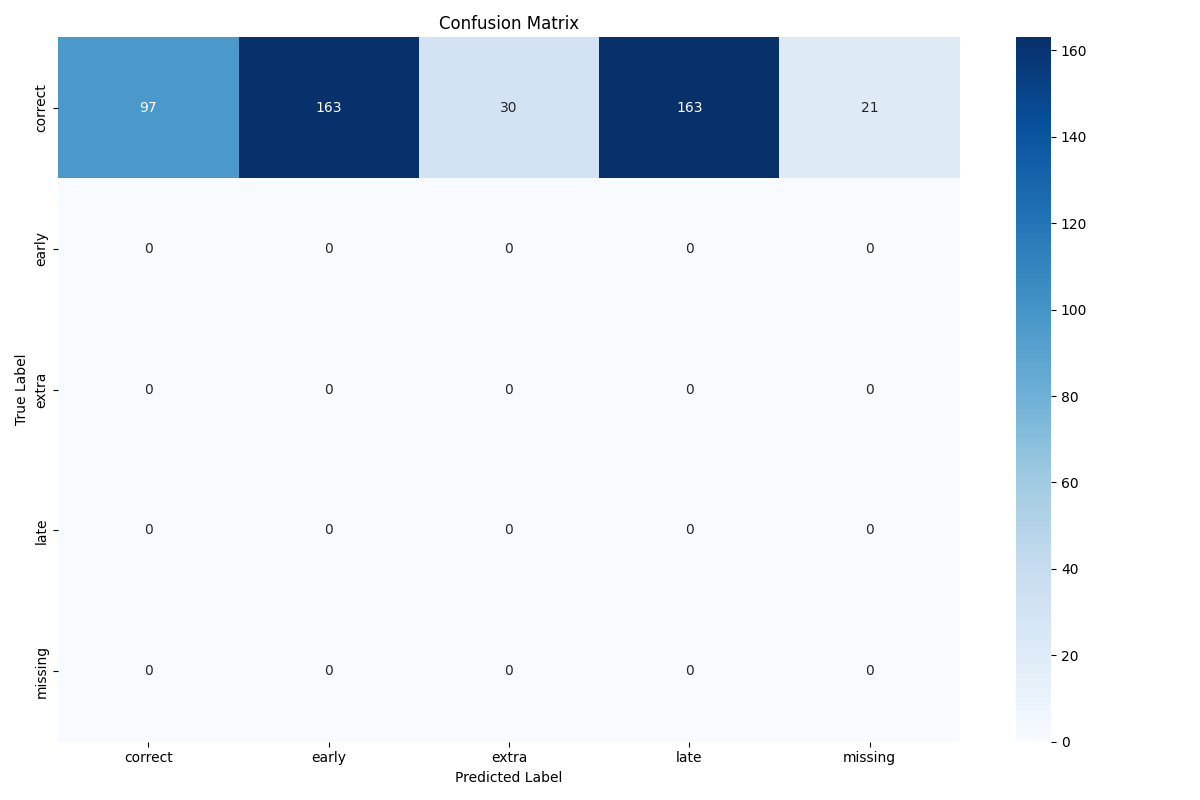 Confusion Matrix
correct 97 163 30 163 21
early 0 0 0 0 0
extra 0 0 0 0 0
late 0 0 0 0 0
missing 0 0 0 0 0
True Label
correct early extra late missing
Predicted Label
160
140
120
100
80
60
40
20
0